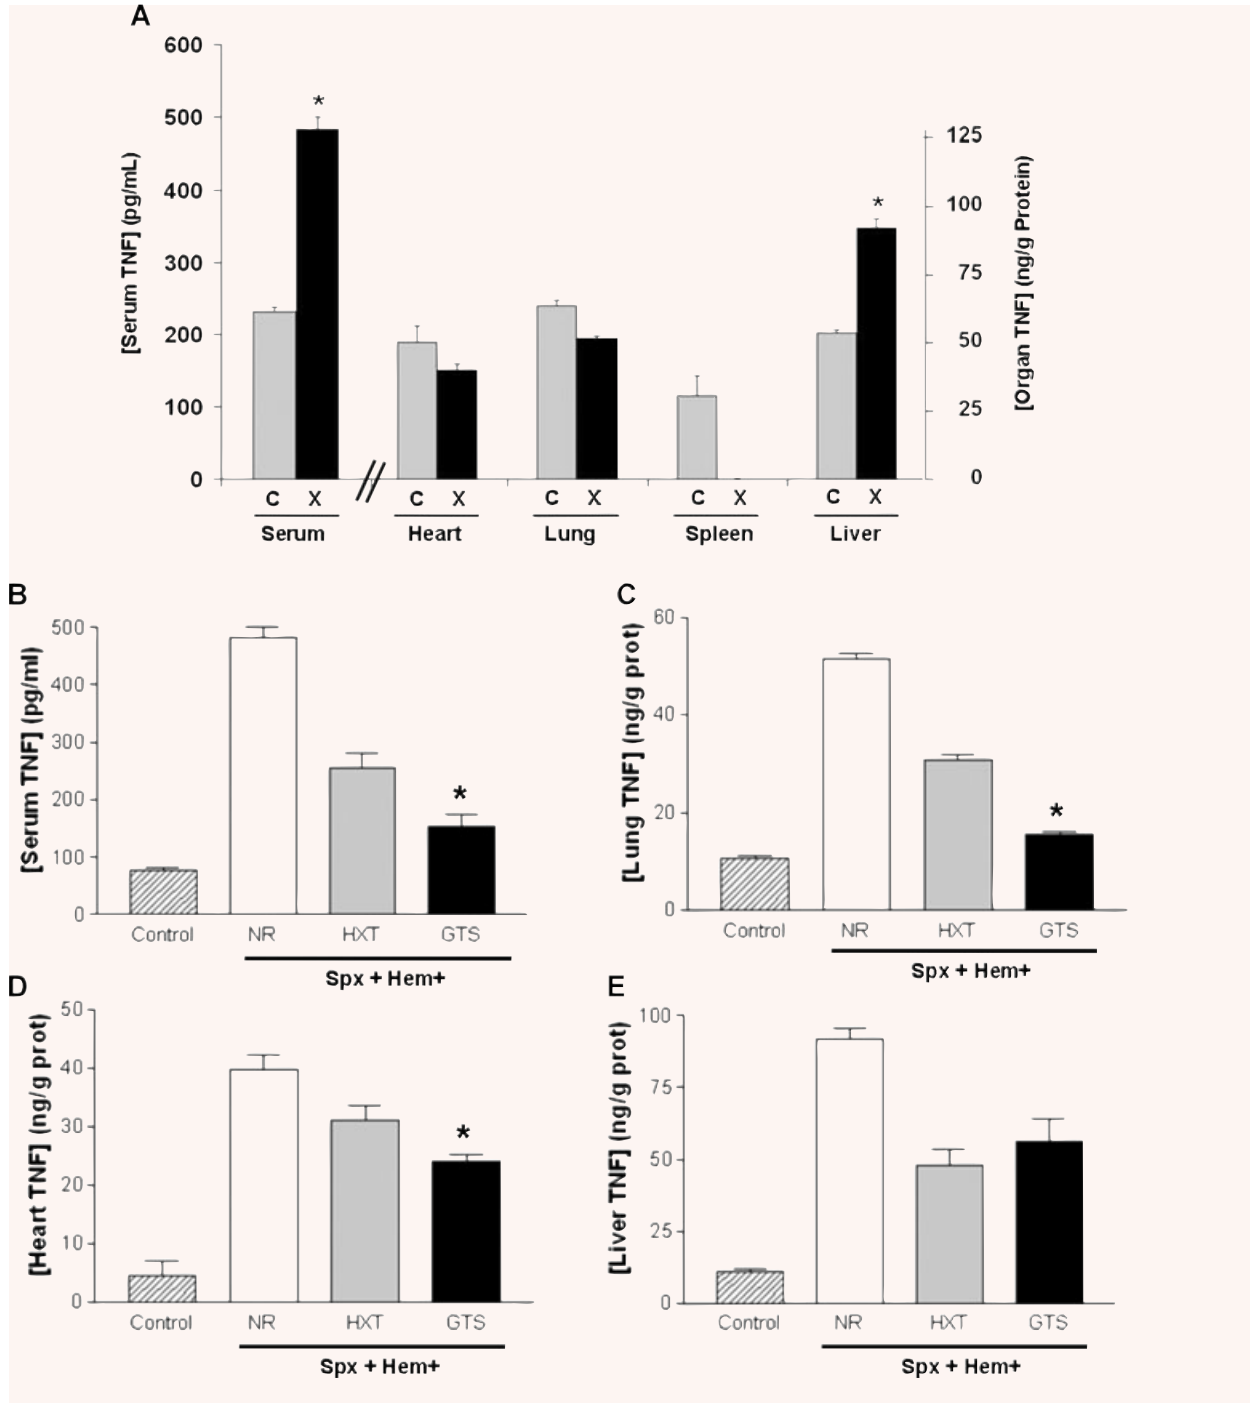 A
600
500
400
300
200
100
0
[Serum TNF] (pg/mL)
*
*
125
100
75
50
25
0
[Organ TNF] (ng/g Protein)
C X C X C X C X C X
Serum Heart Lung Spleen Liver
B
500
400
300
200
100
0
[Serum TNF] (pg/ml)
*
Control NR HXT GTS
Spx + Hem+
C
60
40
20
0
[Lung TNF] (ng/g prot)
*
Control NR HXT GTS
Spx + Hem+
D
50
40
30
20
10
0
[Heart TNF] (ng/g prot)
*
Control NR HXT GTS
Spx + Hem+
E
100
75
50
25
0
[Liver TNF] (ng/g prot)
Control NR HXT GTS
Spx + Hem+